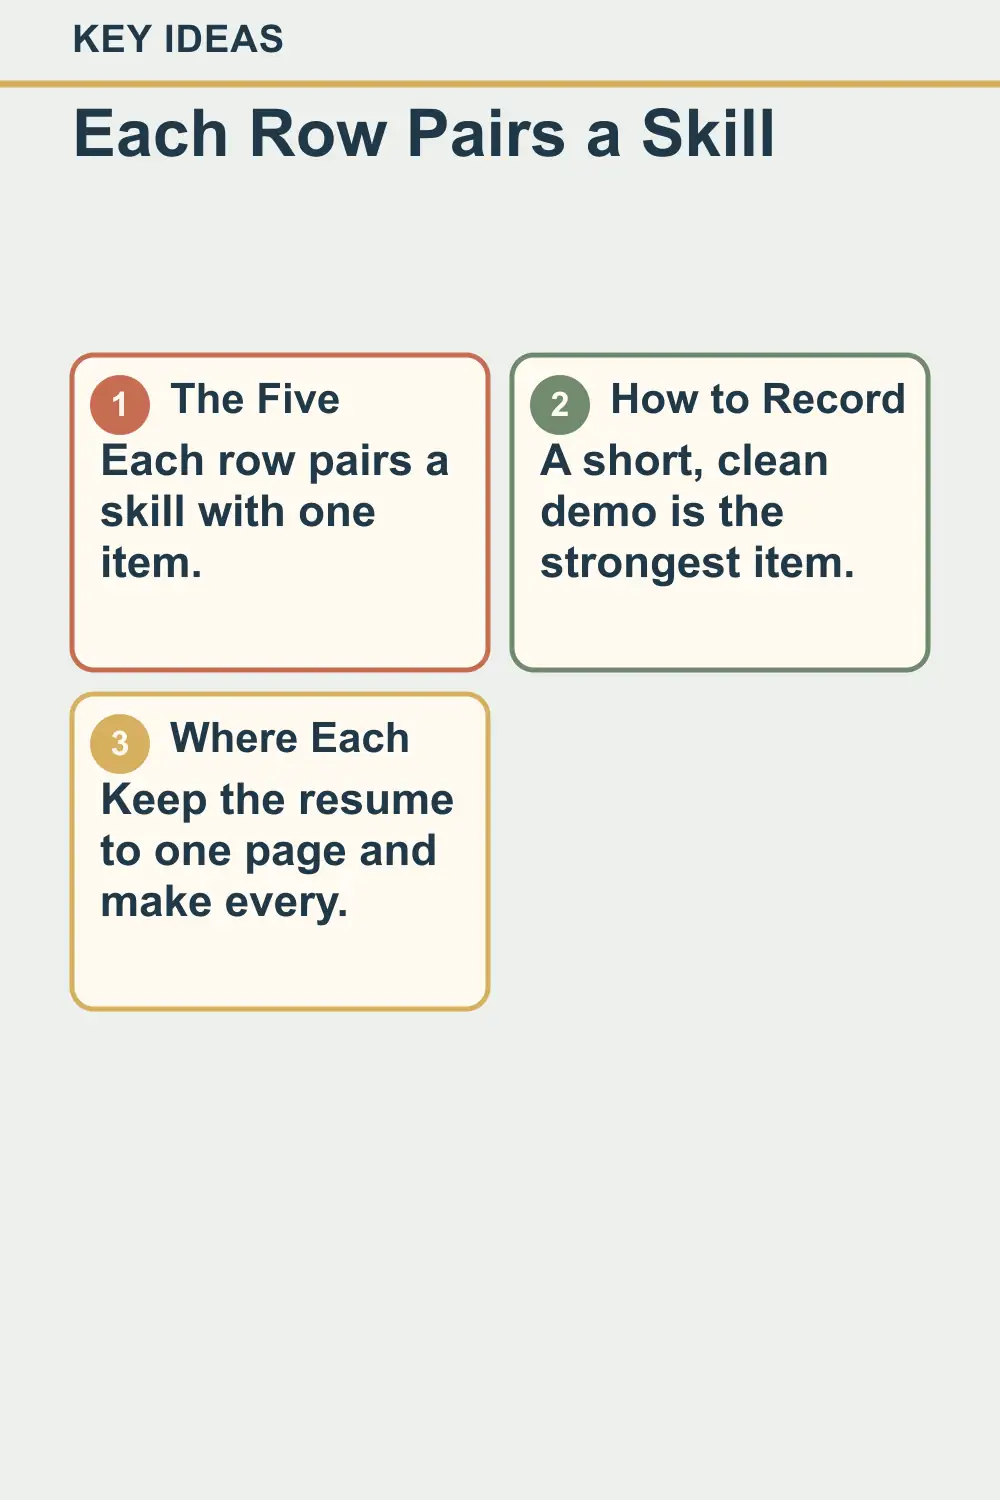 KEY IDEAS
Each Row Pairs a Skill
1
The Five
Each row pairs a
skill with one
item.
2
How to Record
A short, clean
demo is the
strongest item.
3
Where Each
Keep the resume
to one page and
make every.